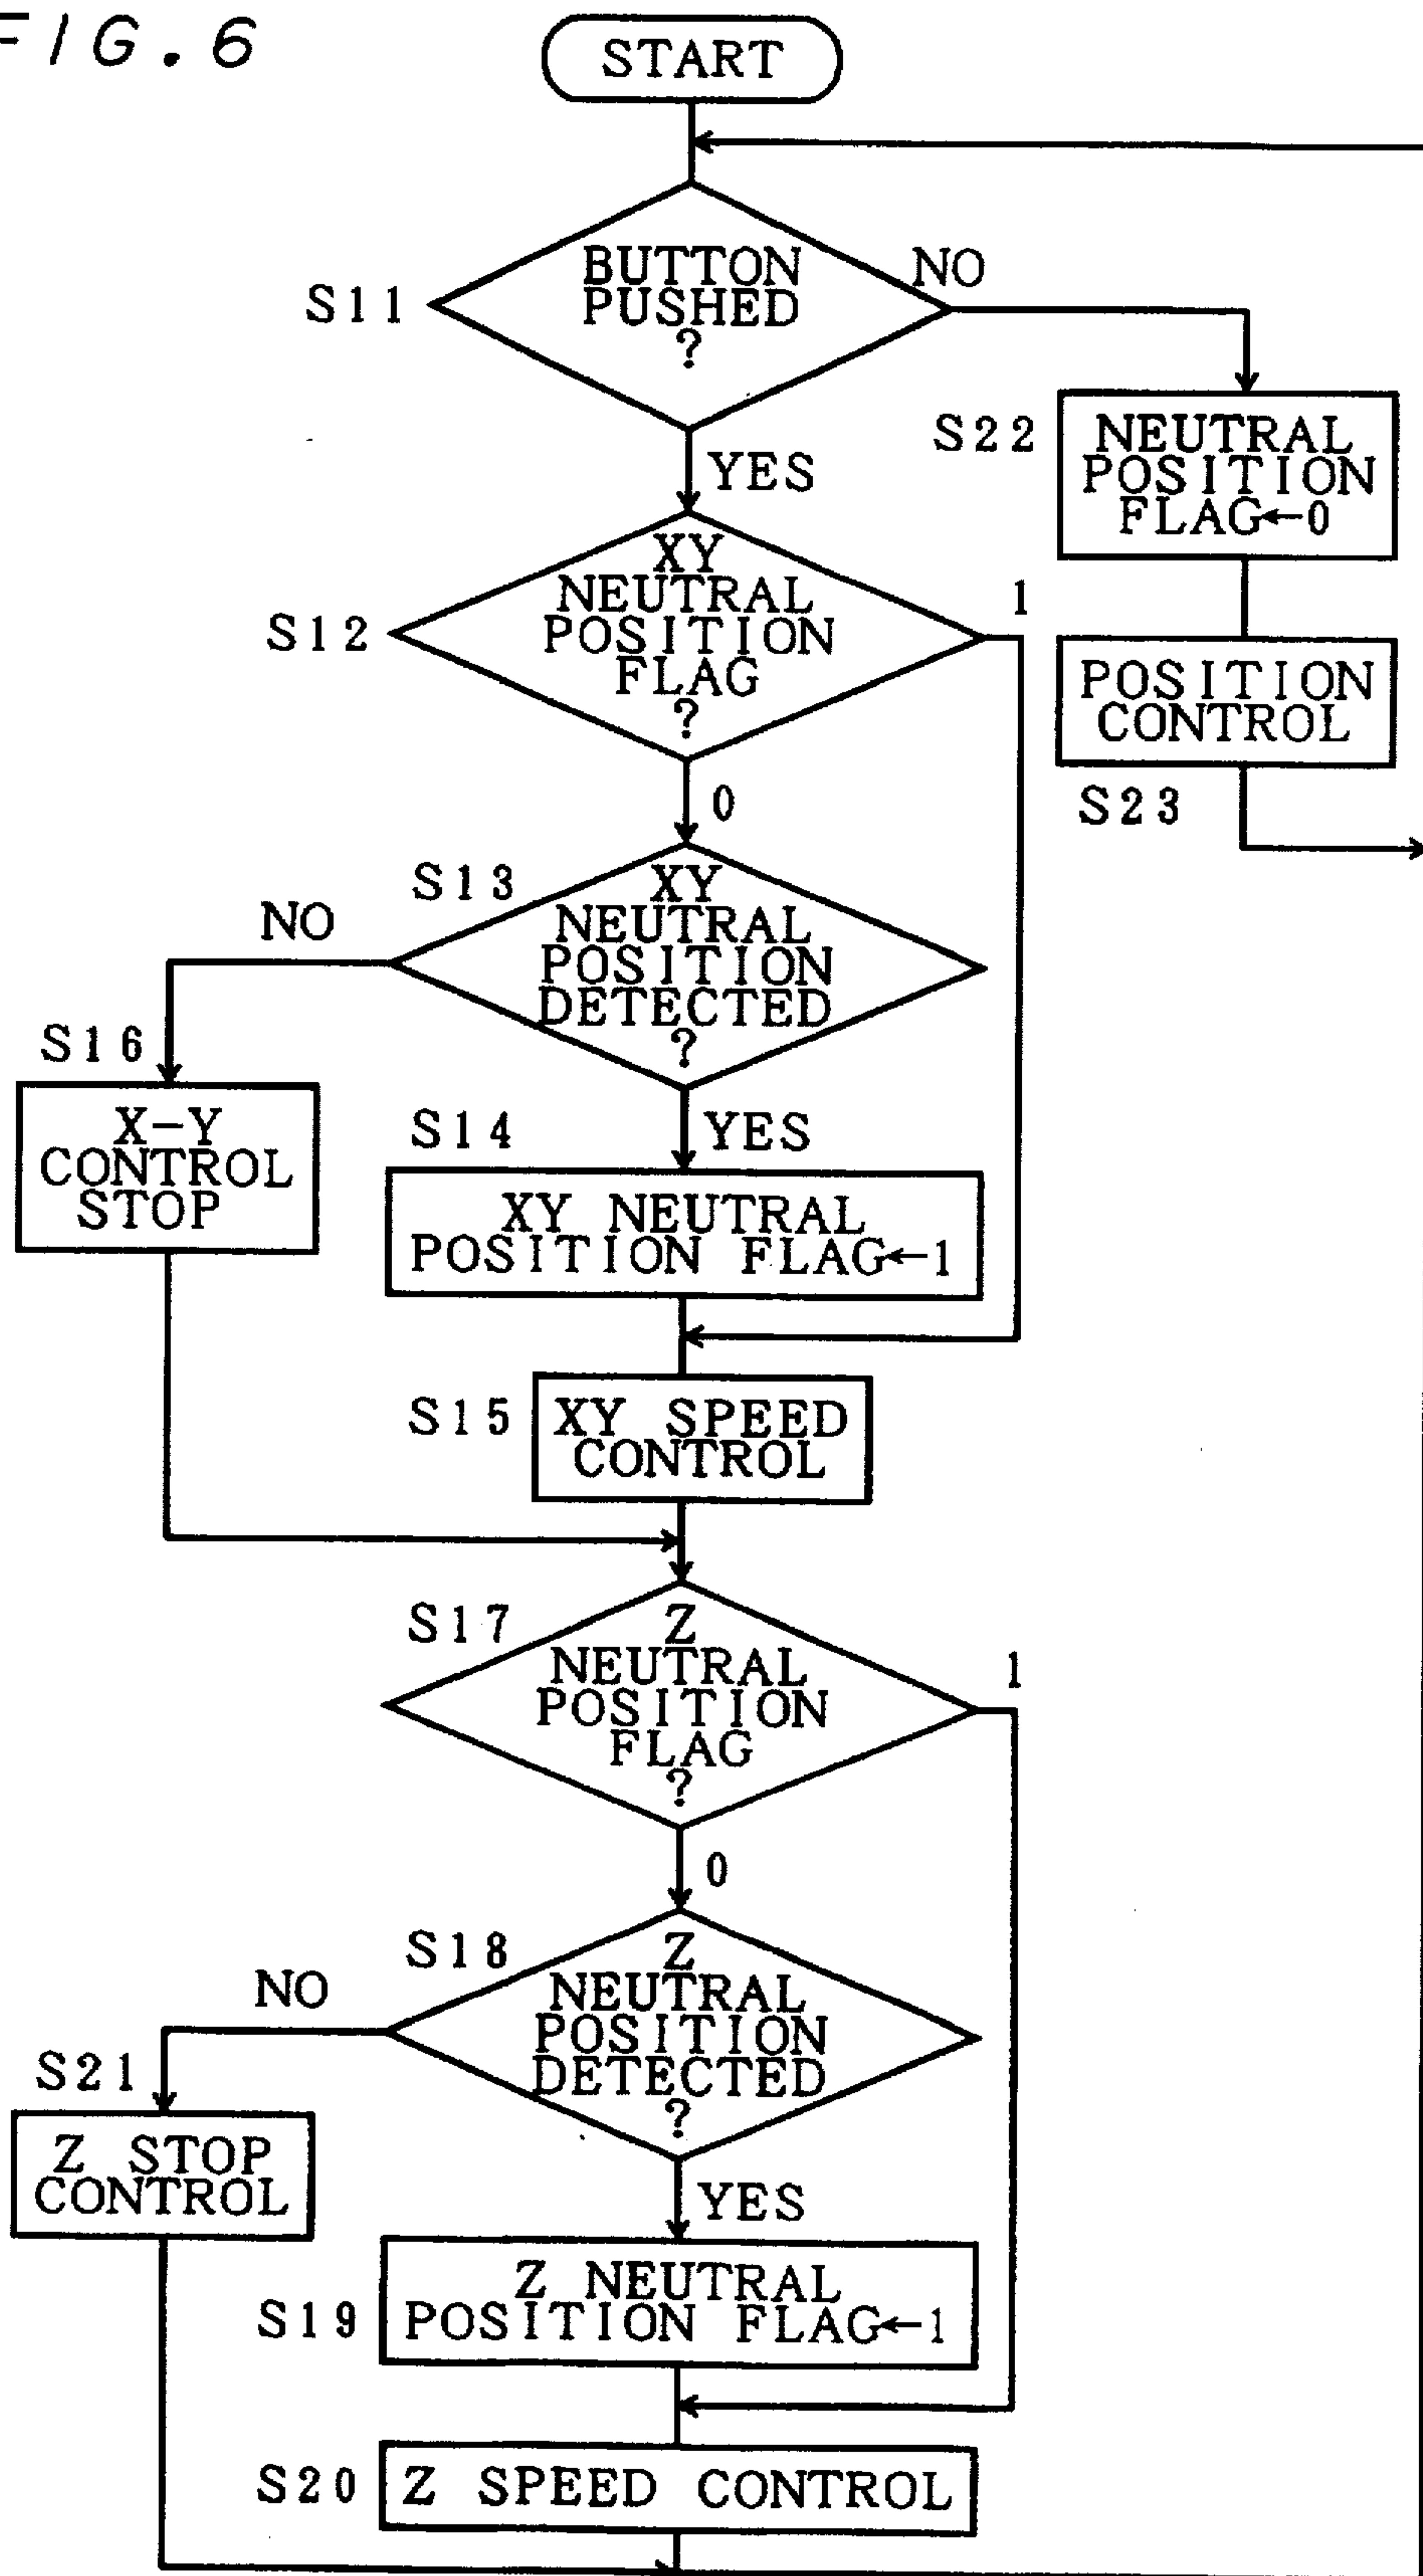 FIG.6
START
BUTTON
PUSHED
?
S11
NO
YES
S22
NEUTRAL
POSITION
FLAG←0
XY
NEUTRAL
POSITION
FLAG
?
S12
1
0
POSITION
CONTROL
S23
S13
XY
NEUTRAL
POSITION
DETECTED
?
NO
YES
S16
X-Y
CONTROL
STOP
S14
XY NEUTRAL
POSITION FLAG←1
S15
XY SPEED
CONTROL
S17
Z
NEUTRAL
POSITION
FLAG
?
1
0
S18
Z
NEUTRAL
POSITION
DETECTED
?
NO
YES
S21
Z STOP
CONTROL
S19
Z NEUTRAL
POSITION FLAG←1
S20
Z SPEED CONTROL